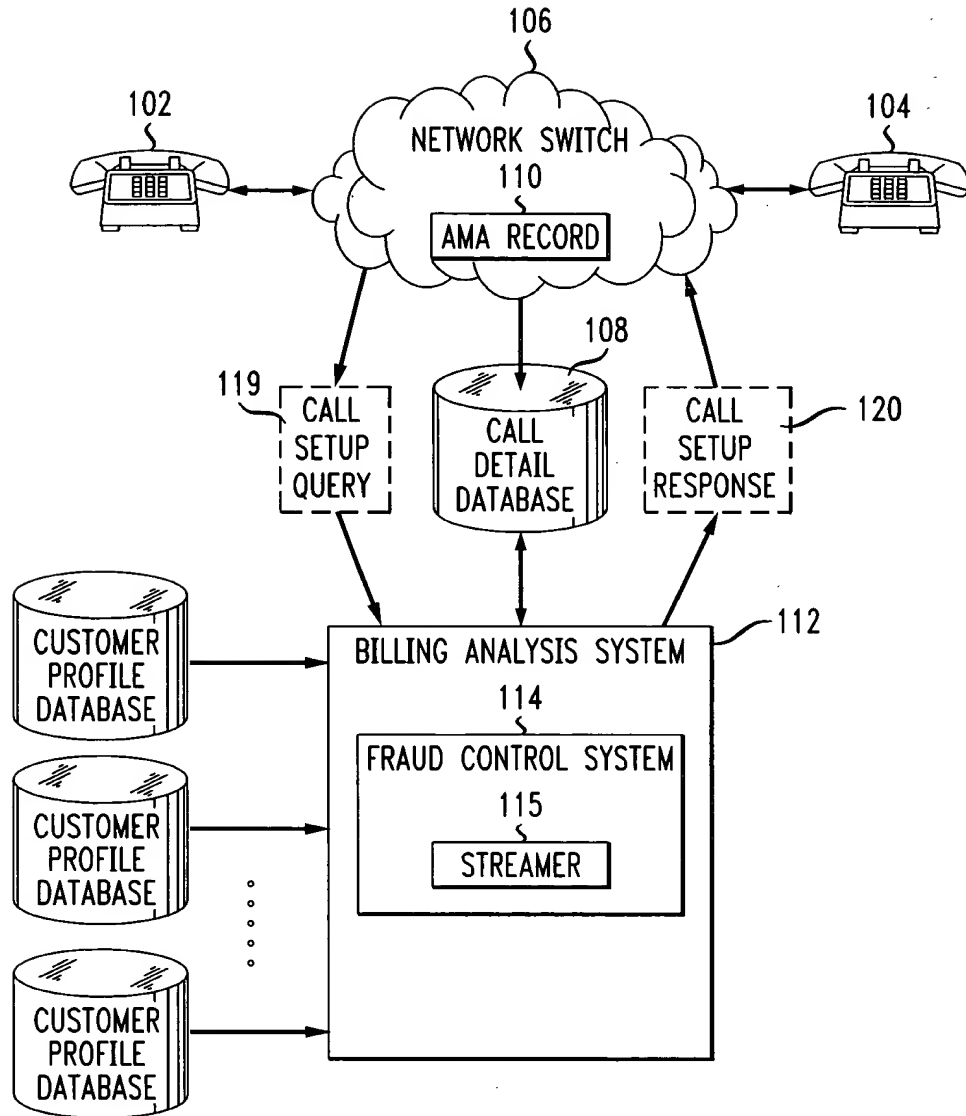 106
102
104
NETWORK SWITCH
110
AMA RECORD
108
119
CALL
SETUP
QUERY
CALL
DETAIL
DATABASE
CALL
SETUP
RESPONSE
120
CUSTOMER
PROFILE
DATABASE
BILLING ANALYSIS SYSTEM
112
114
FRAUD CONTROL SYSTEM
115
STREAMER
CUSTOMER
PROFILE
DATABASE
CUSTOMER
PROFILE
DATABASE